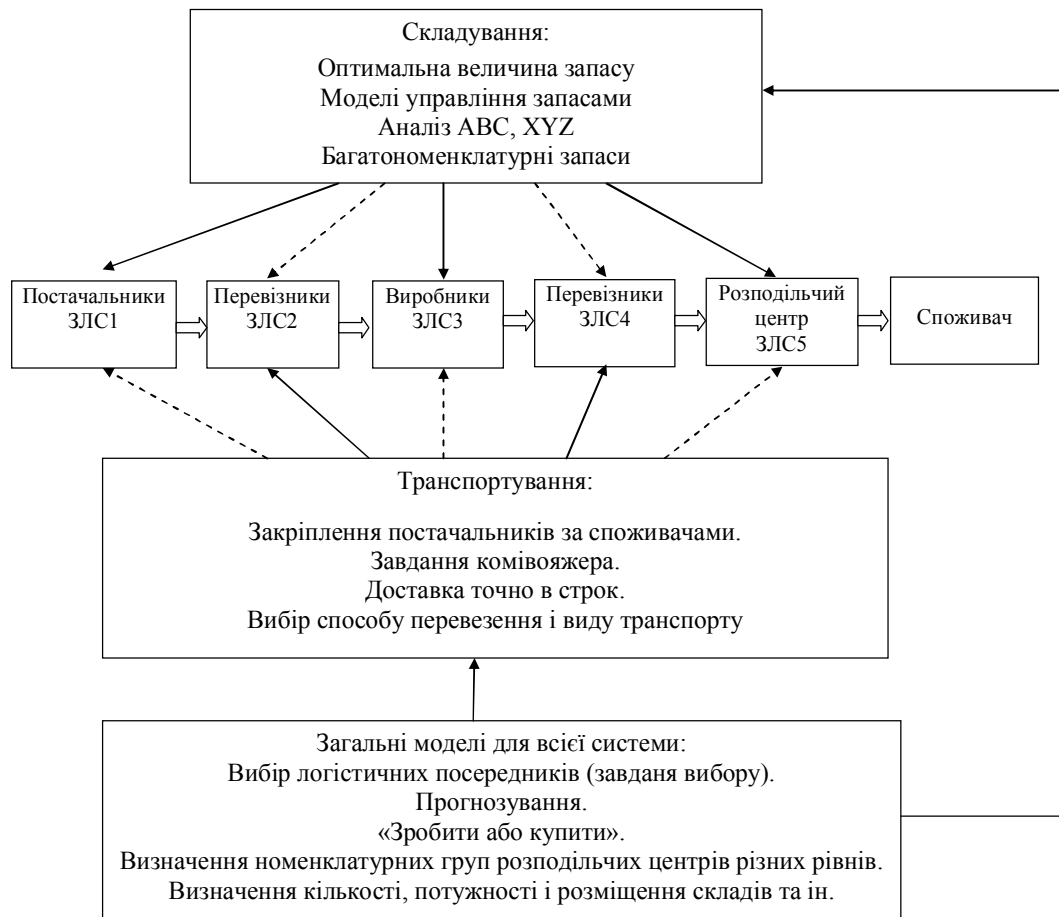 Складування:
Оптимальна величина запасу
Моделі управління запасами
Аналіз ABC, XYZ
Багатономенклатурні запаси
Постачальники
ЗЛС1
Перевізники
ЗЛС2
Виробники
ЗЛС3
Перевізники
ЗЛС4
Розподільчий
центр
ЗЛС5
Споживач
Транспортування:
Закріплення постачальників за споживачами.
Завдання комівояжера.
Доставка точно в строк.
Вибір способу перевезення і виду транспорту
Загальні моделі для всієї системи:
Вибір логістичних посередників (завданя вибору).
Прогнозування.
«Зробити або купити».
Визначення номенклатурних груп розподільчих центрів різних рівнів.
Визначення кількості, потужності і розміщення складів та ін.